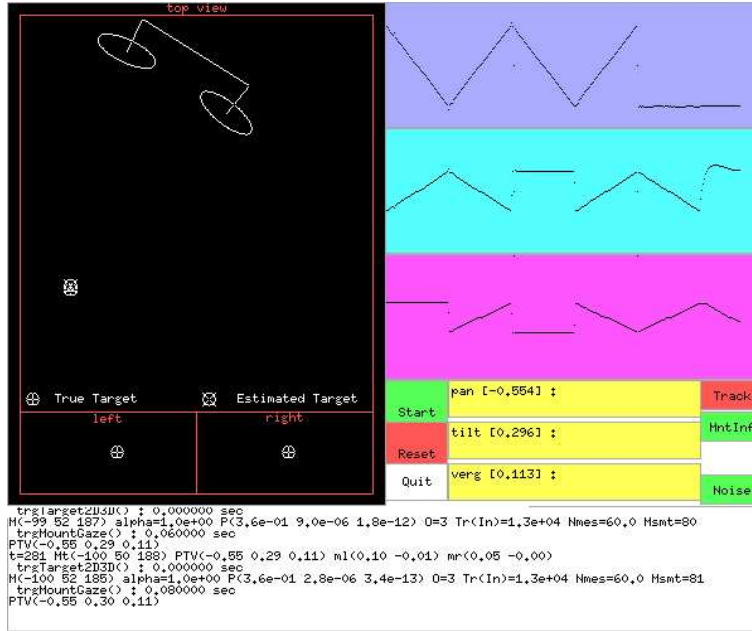 top view
True Target
Estimated Target
left
right
Start
pan [-0.554] :
Track
tilt [0.296] :
MntInf
Reset
verg [0.113] :
Quit
Noise
trgTarget2D3D() : 0.000000 sec
M(-99 52 187) alpha=1.0e+00 P(3.6e-01 9.0e-06 1.8e-12) O=3 Tr(In)=1.3e+04 Nmes=60.0 Msmt=80
trgMountGaze() : 0.060000 sec
PTV(-0.55 0.29 0.11)
t=281 Mt(-100 50 188) PTV(-0.55 0.29 0.11) ml(0.10 -0.01) mr(0.05 -0.00)
trgTarget2D3D() : 0.000000 sec
M(-100 52 185) alpha=1.0e+00 P(3.6e-01 2.8e-06 3.4e-13) O=3 Tr(In)=1.3e+04 Nmes=60.0 Msmt=81
trgMountGaze() : 0.080000 sec
PTV(-0.55 0.30 0.11)